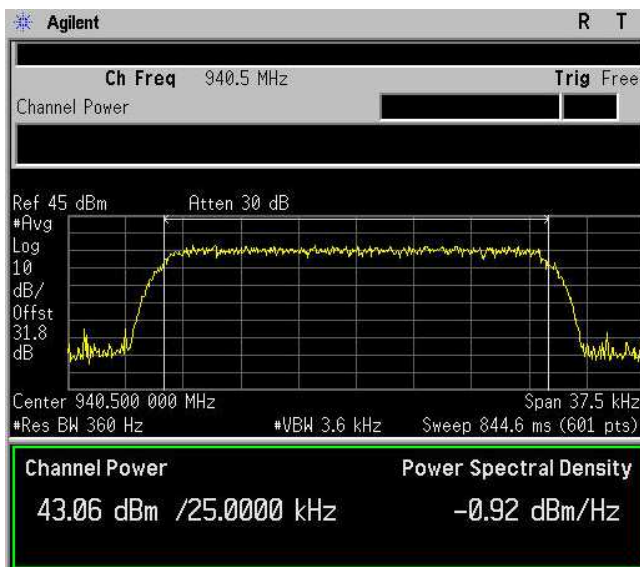 Agilent R T
Ch Freq 940.5 MHz Trig Free
Channel Power
Ref 45 dBm Atten 30 dB
#Avg
Log
10
dB/
Offst
31.8
dB
Center 940.500 000 MHz Span 37.5 kHz
#Res BW 360 Hz #VBW 3.6 kHz Sweep 844.6 ms (601 pts)
Channel Power Power Spectral Density
43.06 dBm /25.0000 kHz -0.92 dBm/Hz